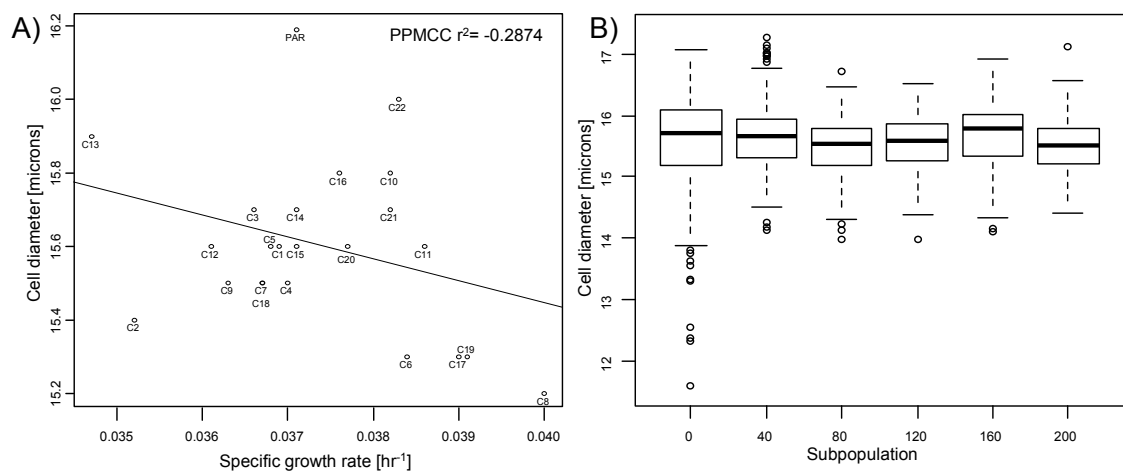 A)
PPMCC r²= -0.2874
Cell diameter [microns]
16.2
16.0
15.8
15.6
15.4
15.2
PAR
C22
C13
C16
C10
C3
C14
C21
C5
C12
C1
C15
C20
C11
C9
C7
C4
C18
C2
C6
C19
C17
C8
0.035
0.036
0.037
0.038
0.039
0.040
Specific growth rate [hr⁻¹]
B)
Cell diameter [microns]
17
16
15
14
13
12
0
40
80
120
160
200
Subpopulation